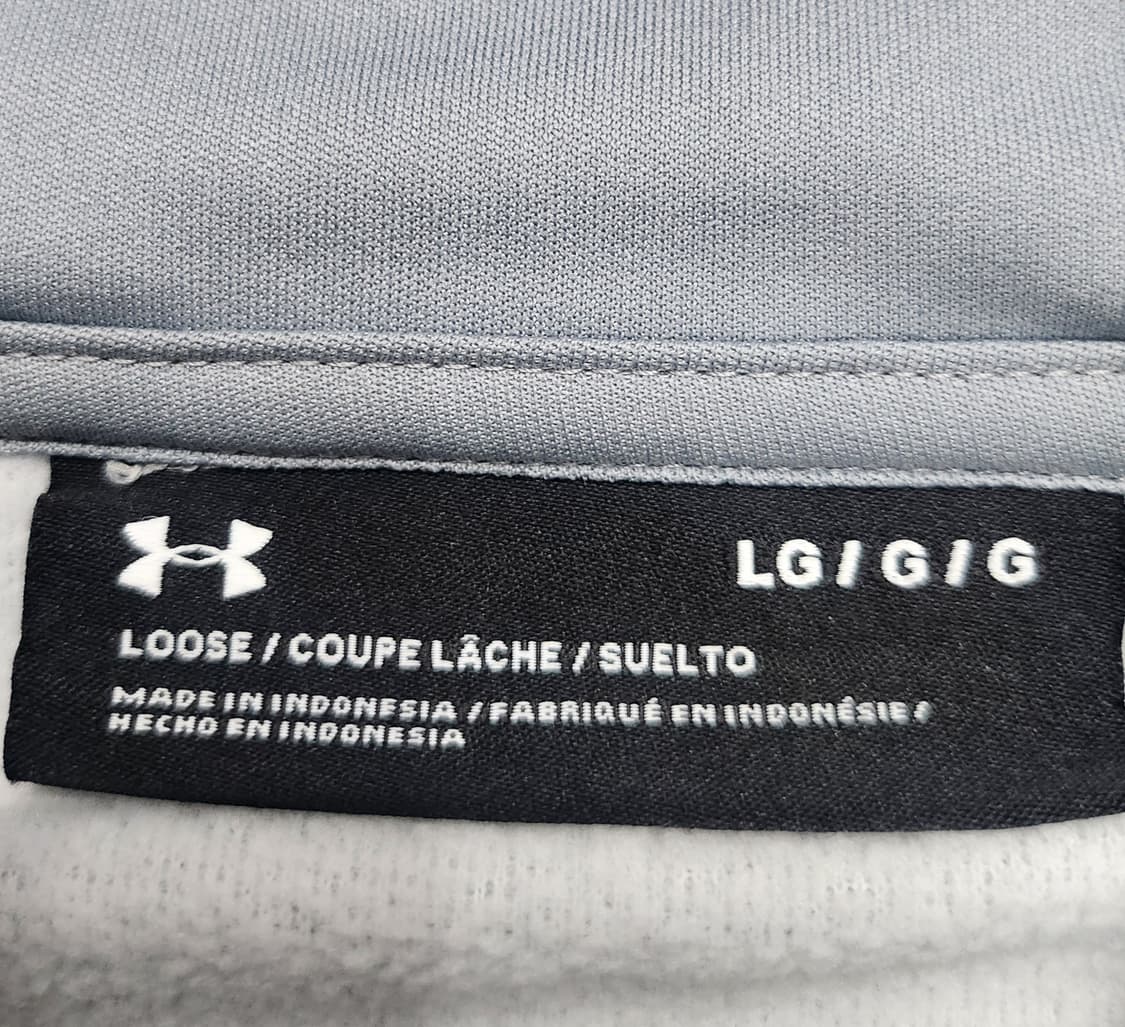 LG / G / G
LOOSE / COUPE LÂCHE / SUELTO
MADE IN INDONESIA / FABRIQUÉ EN INDONÉSIE /
HECHO EN INDONESIA